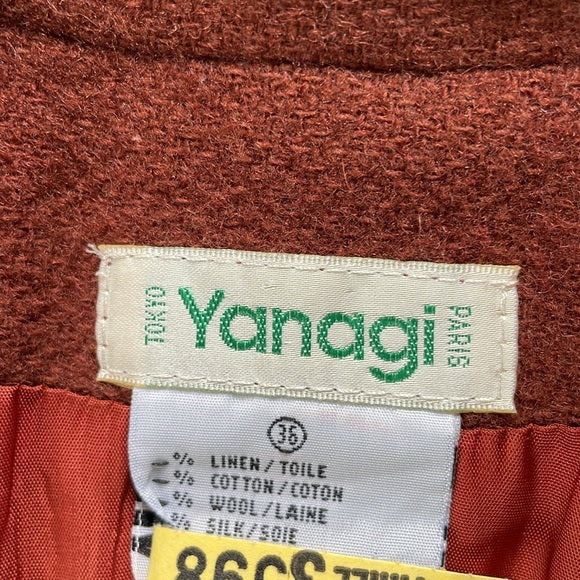 TOKYO Yanagi PARIS
36
% LINEN/TOILE
% COTTON/COTON
% WOOL/LAINE
% SILK/SOIE